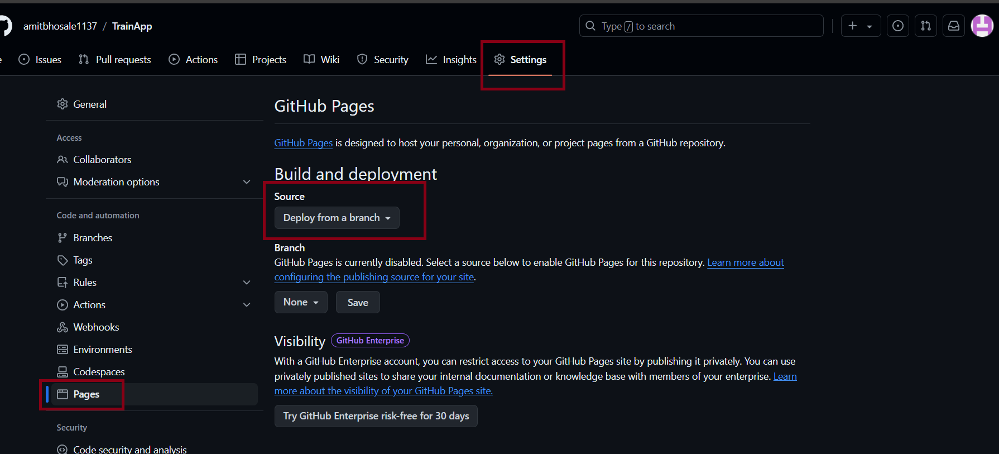 amitbhosale1137 / TrainApp
Type / to search
Issues
Pull requests
Actions
Projects
Wiki
Security
Insights
Settings
General
Access
Collaborators
Moderation options
Code and automation
Branches
Tags
Rules
Actions
Webhooks
Environments
Codespaces
Pages
Security
Code security and analysis
GitHub Pages
GitHub Pages is designed to host your personal, organization, or project pages from a GitHub repository.
Build and deployment
Source
Deploy from a branch
Branch
GitHub Pages is currently disabled. Select a source below to enable GitHub Pages for this repository. Learn more about
configuring the publishing source for your site.
None
Save
Visibility GitHub Enterprise
With a GitHub Enterprise account, you can restrict access to your GitHub Pages site by publishing it privately. You can use
privately published sites to share your internal documentation or knowledge base with members of your enterprise. Learn
more about the visibility of your GitHub Pages site.
Try GitHub Enterprise risk-free for 30 days